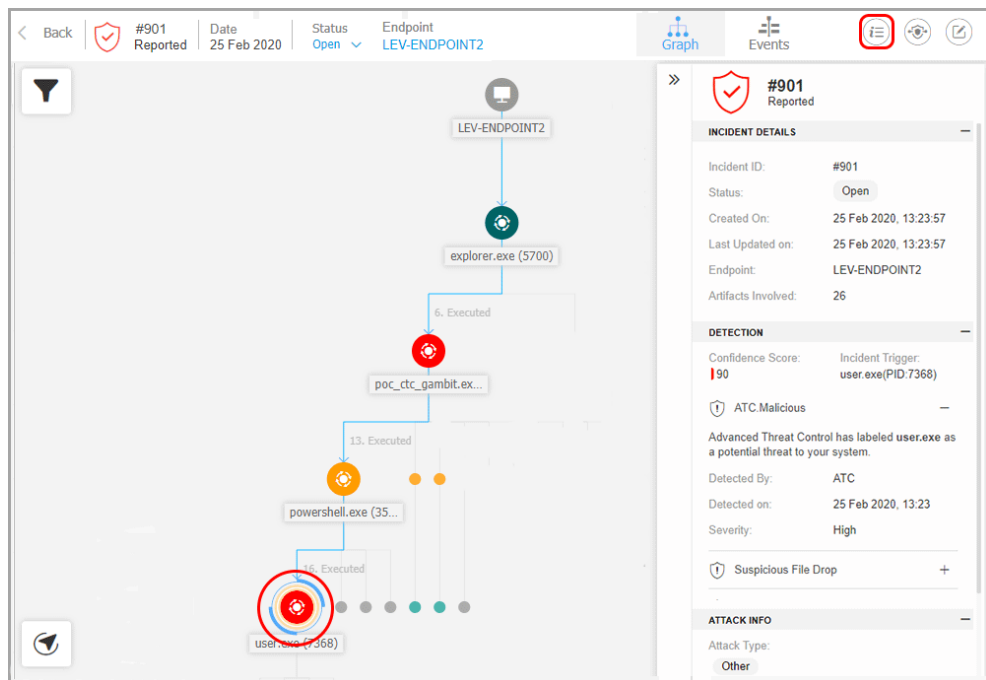 Back
#901
Reported
Date
25 Feb 2020
Status
Open
Endpoint
LEV-ENDPOINT2
Graph
Events
LEV-ENDPOINT2
explorer.exe (5700)
6. Executed
poc_ctc_gambit.ex...
13. Executed
powershell.exe (35...
16. Executed
user.exe (7368)
#901
Reported
INCIDENT DETAILS
Incident ID: #901
Status: Open
Created On: 25 Feb 2020, 13:23:57
Last Updated on: 25 Feb 2020, 13:23:57
Endpoint: LEV-ENDPOINT2
Artifacts Involved: 26
DETECTION
Confidence Score: Incident Trigger:
90 user.exe(PID:7368)
ATC.Malicious
Advanced Threat Control has labeled user.exe as
a potential threat to your system.
Detected By: ATC
Detected on: 25 Feb 2020, 13:23
Severity: High
Suspicious File Drop
ATTACK INFO
Attack Type:
Other